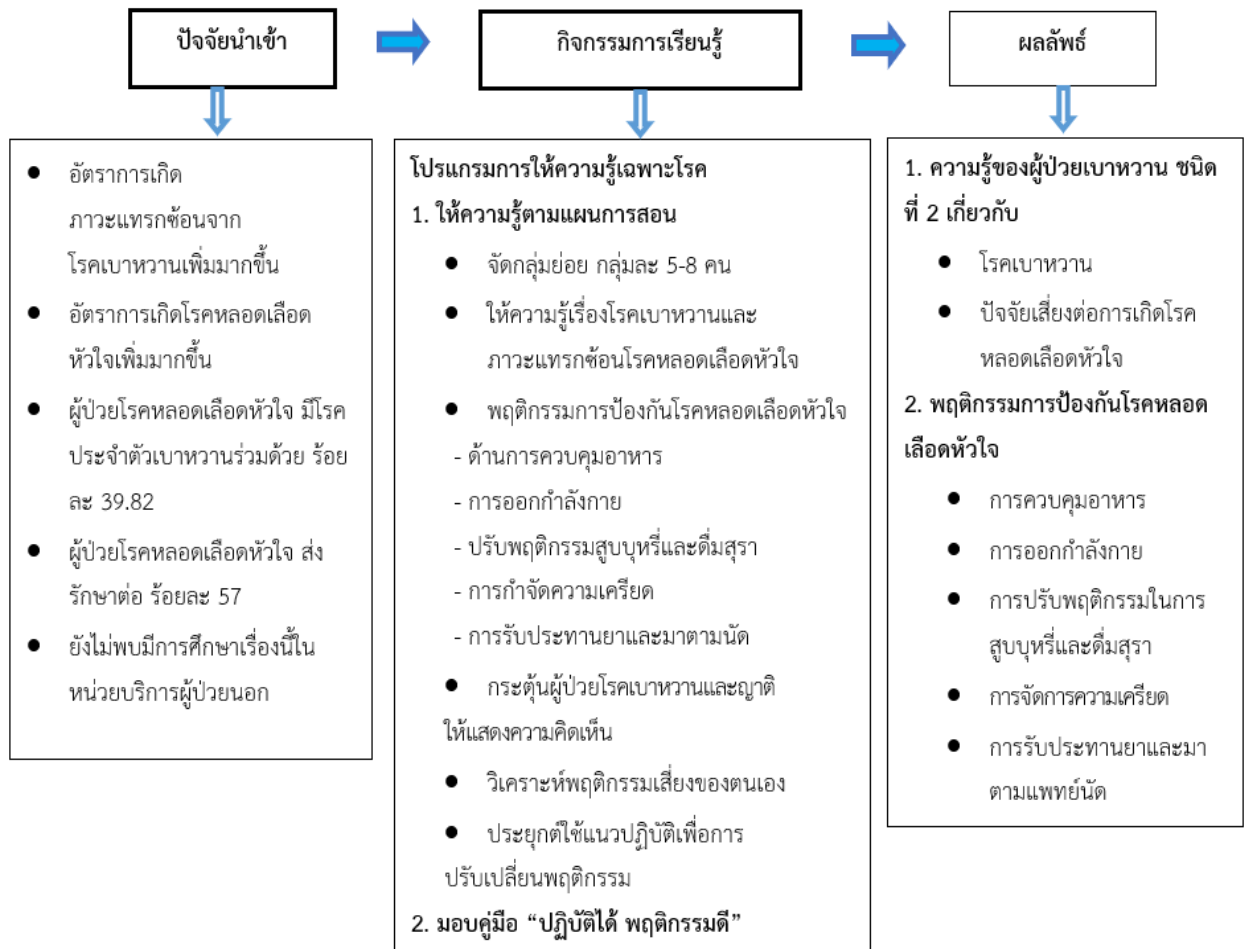 ปัจจัยนำเข้า
กิจกรรมการเรียนรู้
ผลลัพธ์
● อัตราการเกิด
ภาวะแทรกซ้อนจาก
โรคเบาหวานเพิ่มมากขึ้น
● อัตราการเกิดโรคหลอดเลือด
หัวใจเพิ่มมากขึ้น
● ผู้ป่วยโรคหลอดเลือดหัวใจ มีโรค
ประจำตัวเบาหวานร่วมด้วย ร้อย
ละ 39.82
● ผู้ป่วยโรคหลอดเลือดหัวใจ ส่ง
รักษาต่อ ร้อยละ 57
● ยังไม่พบมีการศึกษาเรื่องนี้ใน
หน่วยบริการผู้ป่วยนอก
โปรแกรมการให้ความรู้เฉพาะโรค
1. ให้ความรู้ตามแผนการสอน
● จัดกลุ่มย่อย กลุ่มละ 5-8 คน
● ให้ความรู้เรื่องโรคเบาหวานและ
ภาวะแทรกซ้อนโรคหลอดเลือดหัวใจ
● พฤติกรรมการป้องกันโรคหลอดเลือดหัวใจ
- ด้านการควบคุมอาหาร
- การออกกำลังกาย
- ปรับพฤติกรรมสูบบุหรี่และดื่มสุรา
- การกำจัดความเครียด
- การรับประทานยาและมาตามนัด
● กระตุ้นผู้ป่วยโรคเบาหวานและญาติ
ให้แสดงความคิดเห็น
● วิเคราะห์พฤติกรรมเสี่ยงของตนเอง
● ประยุกต์ใช้แนวปฏิบัติเพื่อการ
ปรับเปลี่ยนพฤติกรรม
2. มอบคู่มือ “ปฏิบัติได้ พฤติกรรมดี”
1. ความรู้ของผู้ป่วยเบาหวาน ชนิด
ที่ 2 เกี่ยวกับ
● โรคเบาหวาน
● ปัจจัยเสี่ยงต่อการเกิดโรค
หลอดเลือดหัวใจ
2. พฤติกรรมการป้องกันโรคหลอด
เลือดหัวใจ
● การควบคุมอาหาร
● การออกกำลังกาย
● การปรับพฤติกรรมในการ
สูบบุหรี่และดื่มสุรา
● การจัดการความเครียด
● การรับประทานยาและมา
ตามแพทย์นัด